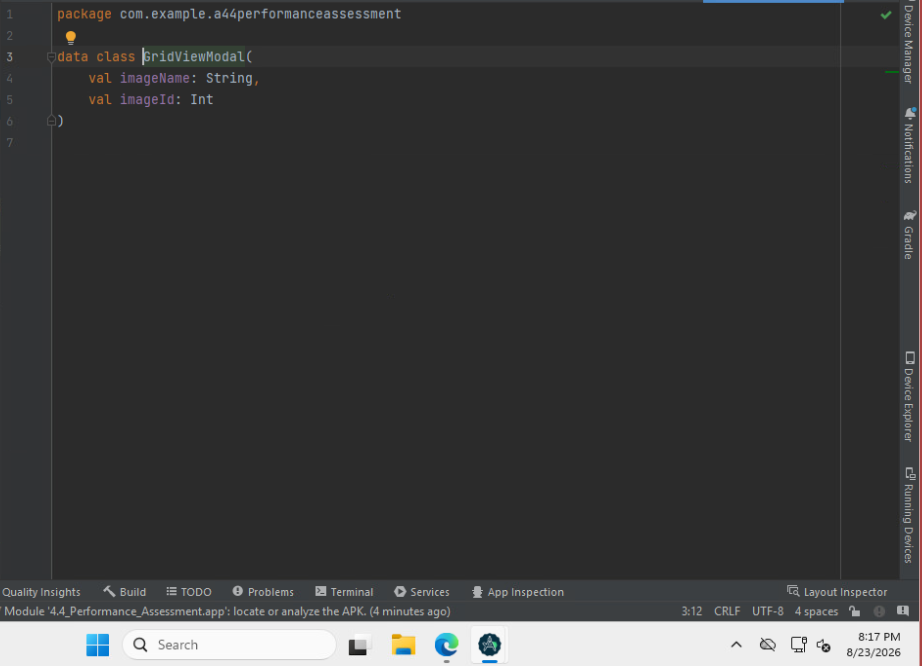 1 package com.example.a44performanceassessment
2
3 data class GridViewModal(
4 val imageName: String,
5 val imageId: Int
6 )
7
Device Manager
Notifications
Gradle
Device Explorer
Running Devices
Quality Insights Build TODO Problems Terminal Services App Inspection Layout Inspector
Module '4.4_Performance_Assessment.app': locate or analyze the APK. (4 minutes ago) 3:12 CRLF UTF-8 4 spaces
Search
8:17 PM
8/23/2026